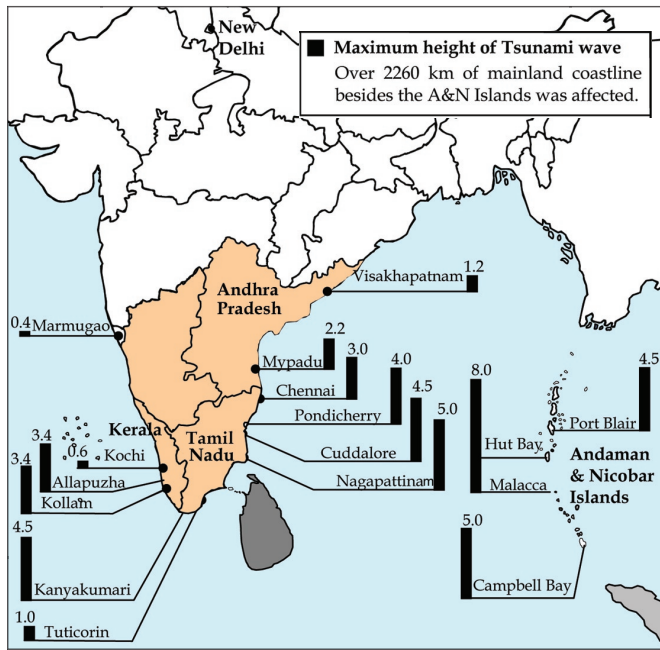 New
Delhi
Maximum height of Tsunami wave
Over 2260 km of mainland coastline
besides the A&N Islands was affected.
Visakhapatnam
1.2
Andhra
Pradesh
0.4
Marmugao
2.2
Mypadu
3.0
Chennai
4.0
Pondicherry
4.5
Cuddalore
5.0
Nagapattinam
8.0
Hut Bay
Malacca
4.5
Port Blair
Andaman
& Nicobar
Islands
Kerala
Tamil
Nadu
0.6
Kochi
3.4
Allapuzha
3.4
Kollam
4.5
Kanyakumari
1.0
Tuticorin
5.0
Campbell Bay